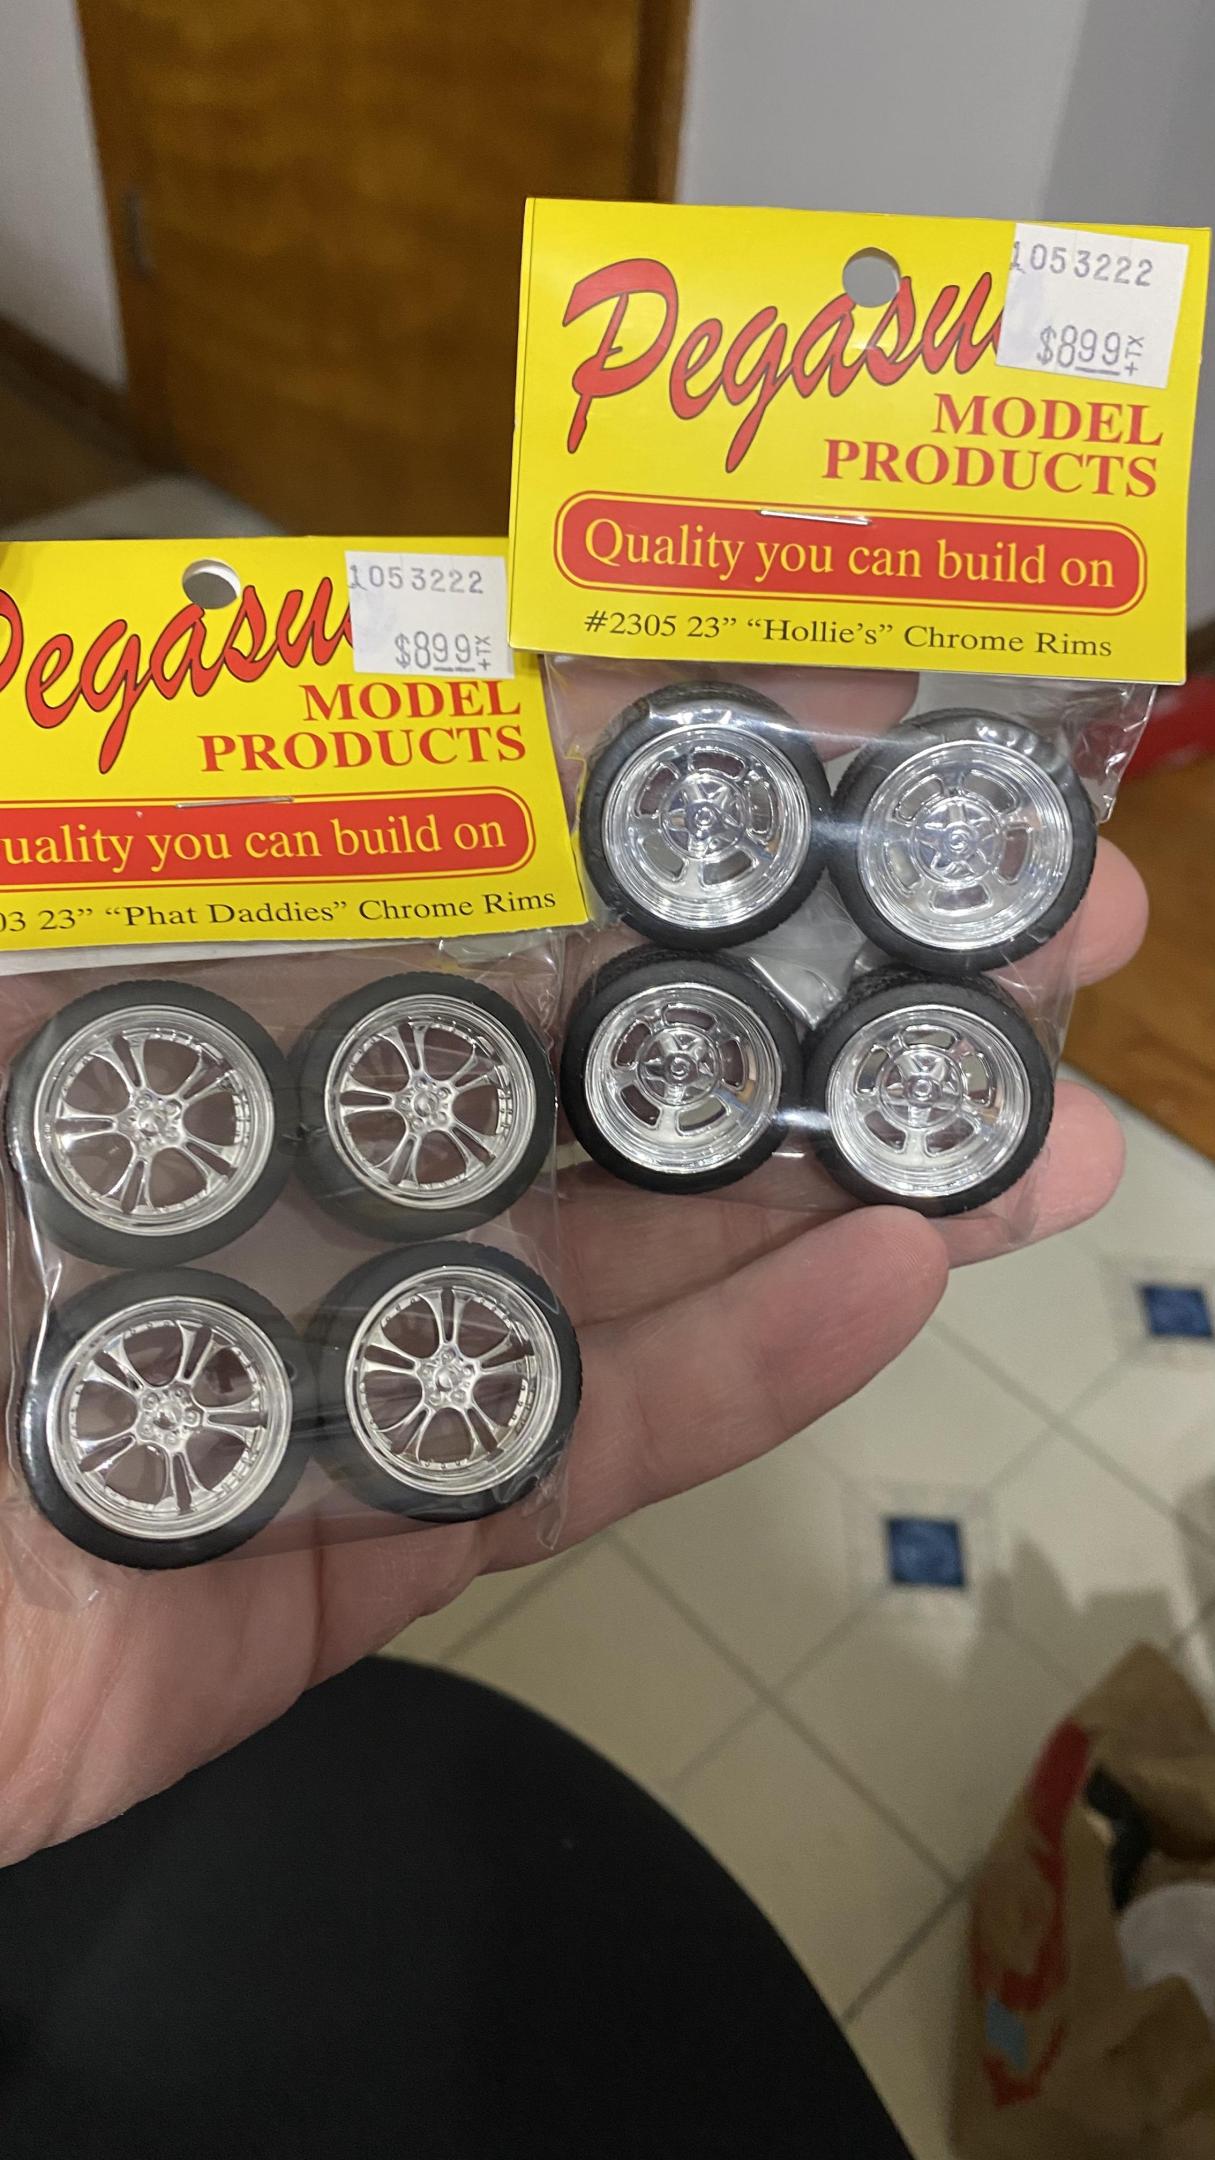 1053222
$899 +TX
Pegasu
MODEL
PRODUCTS
Quality you can build on
#2305 23” “Hollie's” Chrome Rims
1053222
$899 +TX
Pegasu
MODEL
PRODUCTS
uality you can build on
03 23” “Phat Daddies” Chrome Rims